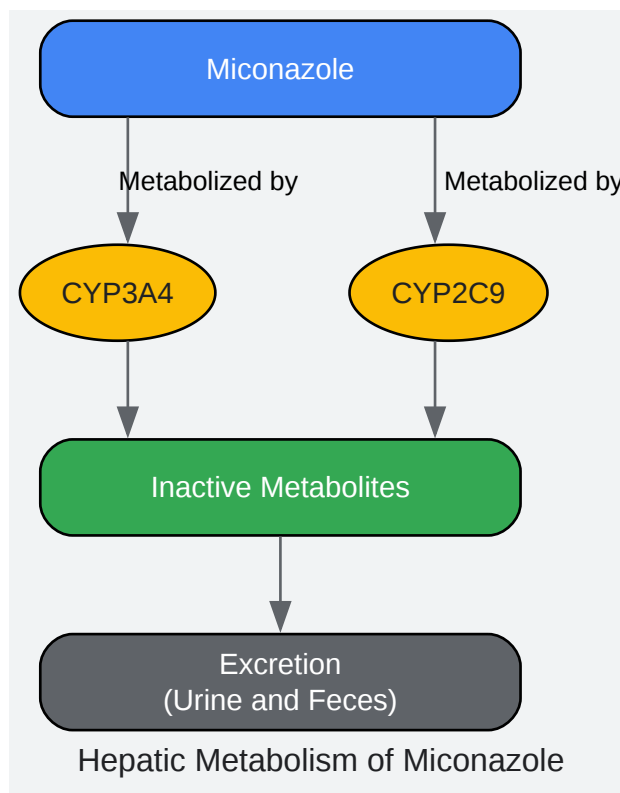 Miconazole
Metabolized by
Metabolized by
CYP3A4
CYP2C9
Inactive Metabolites
Excretion
(Urine and Feces)
Hepatic Metabolism of Miconazole